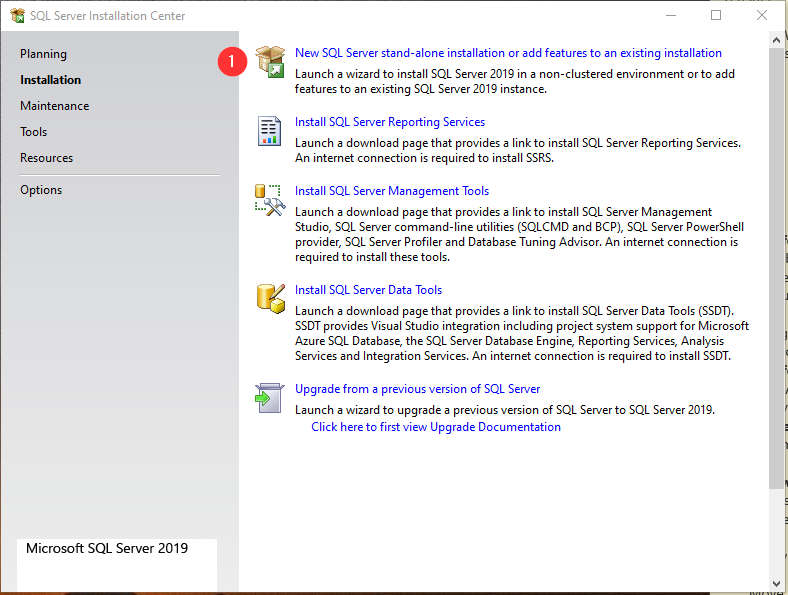 SQL Server Installation Center
Planning
Installation
Maintenance
Tools
Resources
Options
Microsoft SQL Server 2019
1
New SQL Server stand-alone installation or add features to an existing installation
Launch a wizard to install SQL Server 2019 in a non-clustered environment or to add
features to an existing SQL Server 2019 instance.
Install SQL Server Reporting Services
Launch a download page that provides a link to install SQL Server Reporting Services.
An internet connection is required to install SSRS.
Install SQL Server Management Tools
Launch a download page that provides a link to install SQL Server Management
Studio, SQL Server command-line utilities (SQLCMD and BCP), SQL Server PowerShell
provider, SQL Server Profiler and Database Tuning Advisor. An internet connection is
required to install these tools.
Install SQL Server Data Tools
Launch a download page that provides a link to install SQL Server Data Tools (SSDT).
SSDT provides Visual Studio integration including project system support for Microsoft
Azure SQL Database, the SQL Server Database Engine, Reporting Services, Analysis
Services and Integration Services. An internet connection is required to install SSDT.
Upgrade from a previous version of SQL Server
Launch a wizard to upgrade a previous version of SQL Server to SQL Server 2019.
Click here to first view Upgrade Documentation